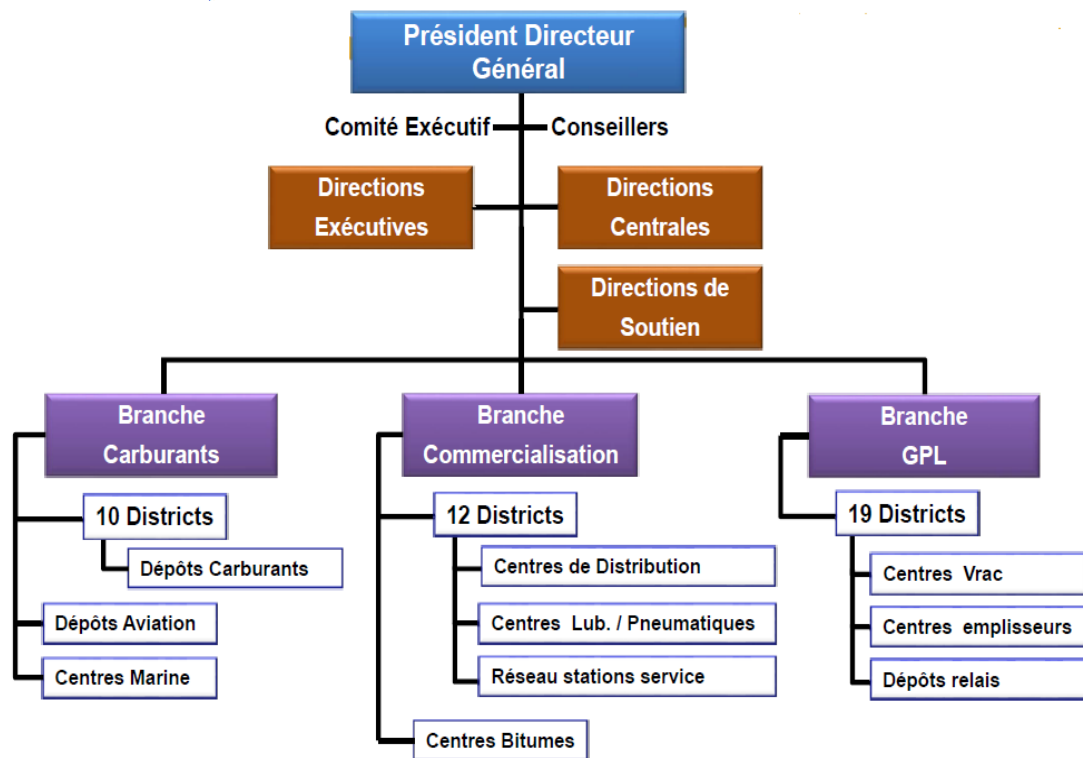 Président Directeur
Général
Comité Exécutif
Conseillers
Directions
Exécutives
Directions
Centrales
Directions de
Soutien
Branche
Carburants
10 Districts
Dépôts Carburants
Dépôts Aviation
Centres Marine
Branche
Commercialisation
12 Districts
Centres de Distribution
Centres Lub. / Pneumatiques
Réseau stations service
Centres Bitumes
Branche
GPL
19 Districts
Centres Vrac
Centres emplisseurs
Dépôts relais